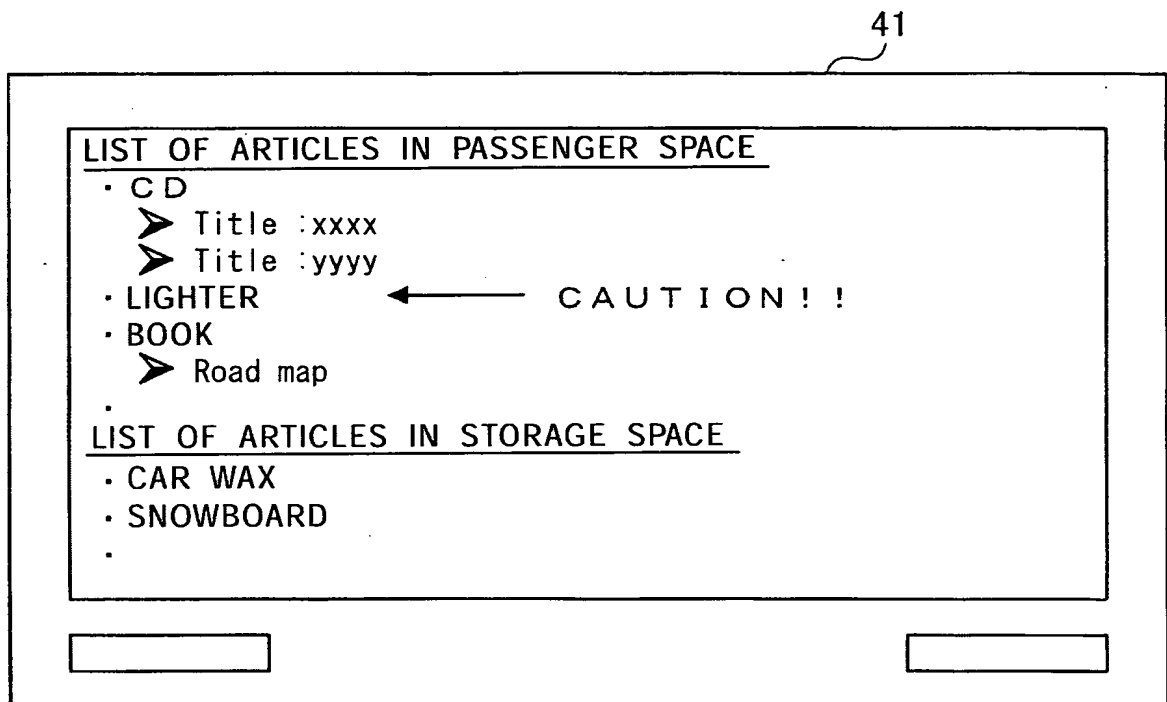 41
LIST OF ARTICLES IN PASSENGER SPACE
・CD
➢ Title :xxxx
➢ Title :yyyy
・LIGHTER ← CAUTION!!
・BOOK
➢ Road map
・
LIST OF ARTICLES IN STORAGE SPACE
・CAR WAX
・SNOWBOARD
・